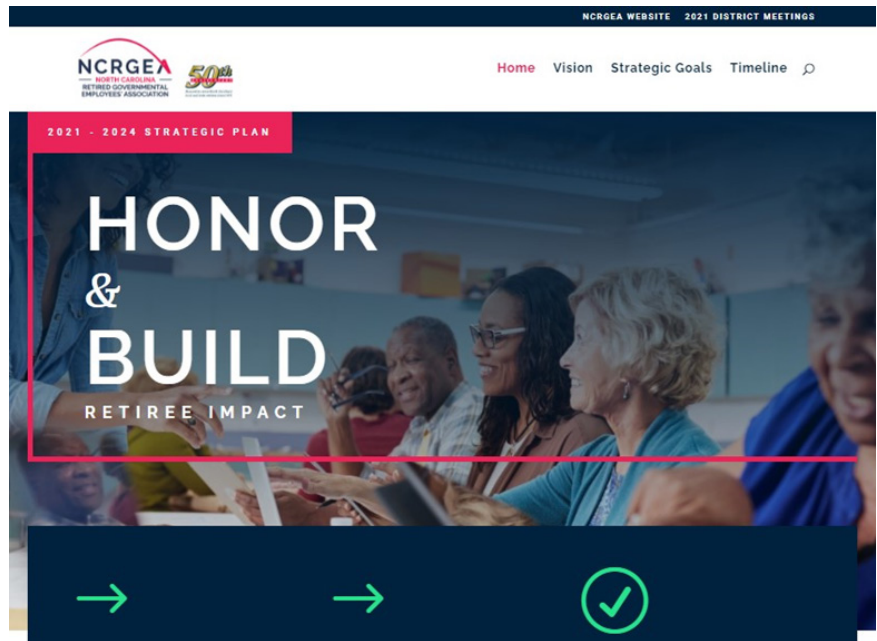 NCRGEA WEBSITE 2021 DISTRICT MEETINGS
NCRGEA
NORTH CAROLINA
RETIRED GOVERNMENTAL
EMPLOYEES' ASSOCIATION
50th
Home Vision Strategic Goals Timeline
2021 - 2024 STRATEGIC PLAN
HONOR
&
BUILD
RETIREE IMPACT